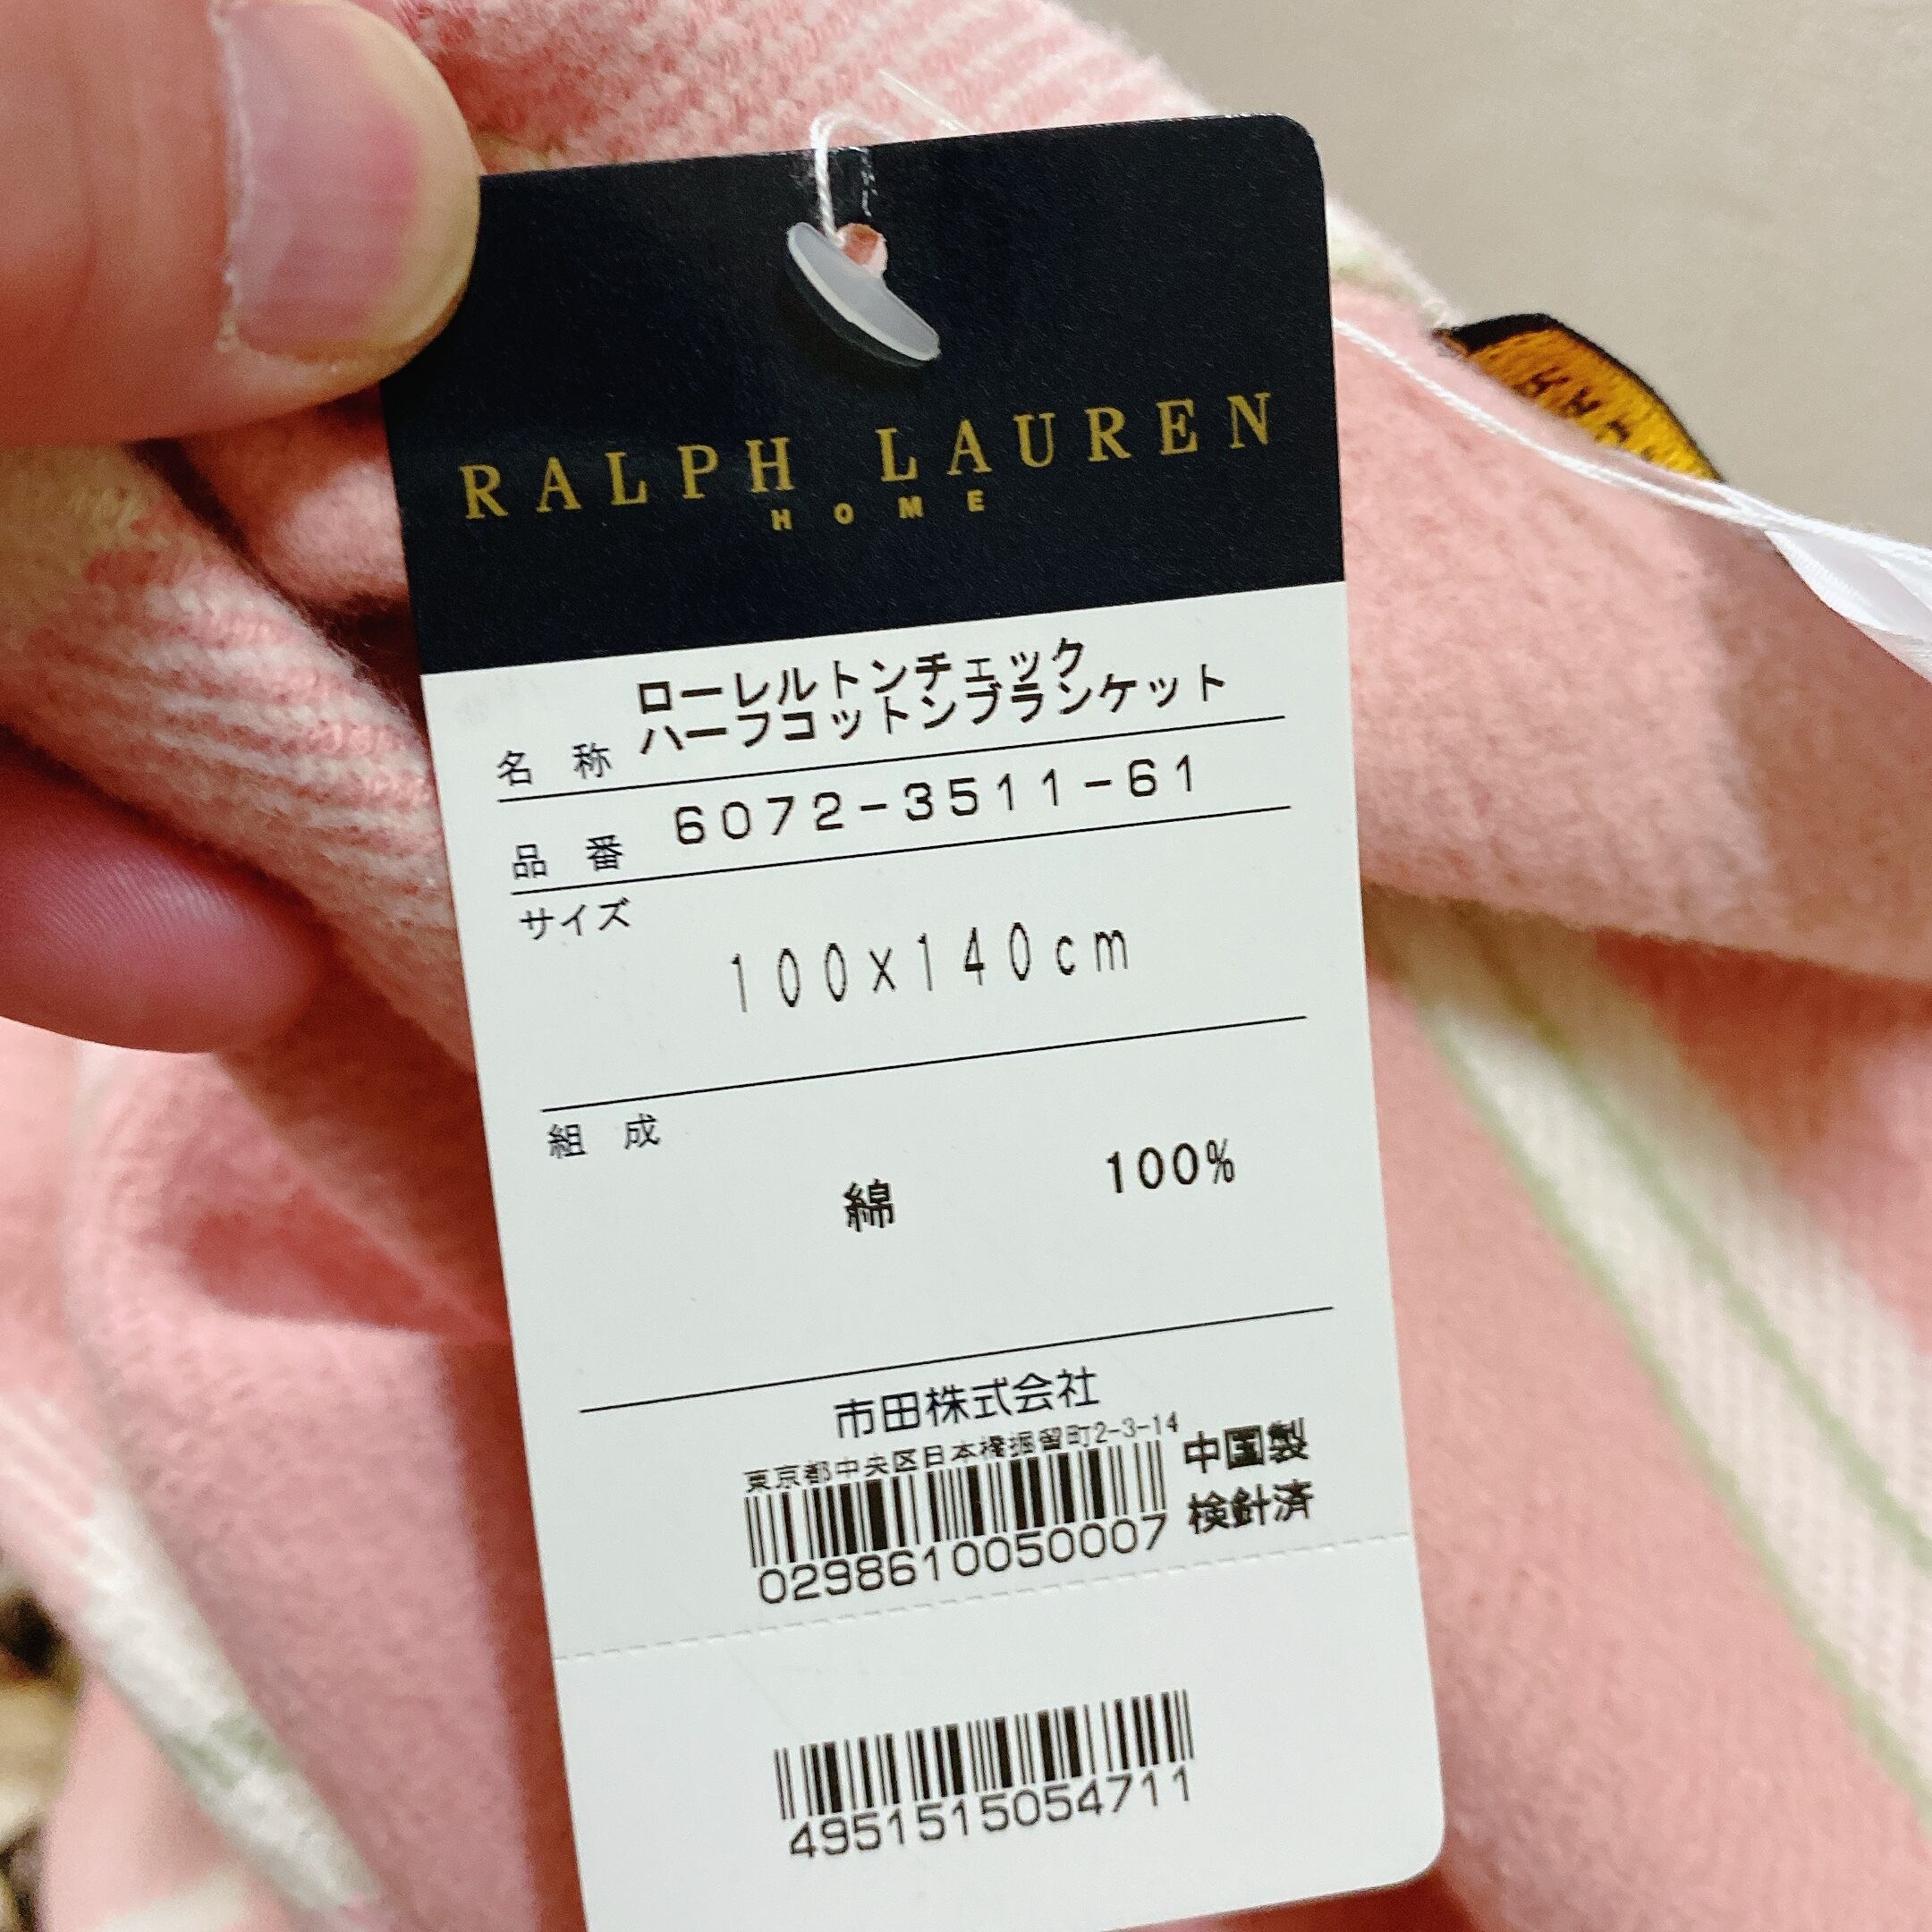 RALPH LAUREN
HOME
ローレルトンチェック
名 称 ハーフコットンブランケット
品 番 6072-3511-61
サイズ
100x140cm
組 成
綿 100%
市田株式会社
東京都中央区日本橋堀留町2-3-14
中国製
検針済
0298610050007
4951515054711